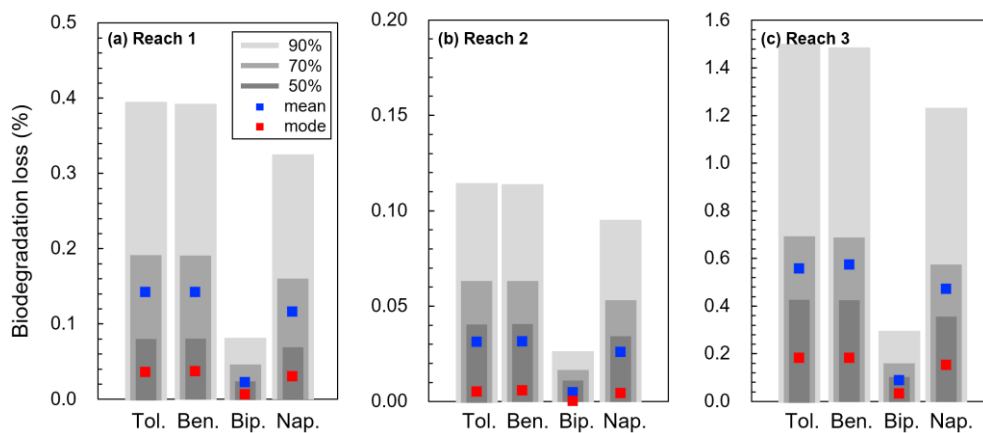 Biodegradation loss (%)
(a) Reach 1
0.5
0.4
0.3
0.2
0.1
0.0
90%
70%
50%
mean
mode
Tol. Ben. Bip. Nap.
(b) Reach 2
0.20
0.15
0.10
0.05
0.00
Tol. Ben. Bip. Nap.
(c) Reach 3
1.6
1.4
1.2
1.0
0.8
0.6
0.4
0.2
0.0
Tol. Ben. Bip. Nap.